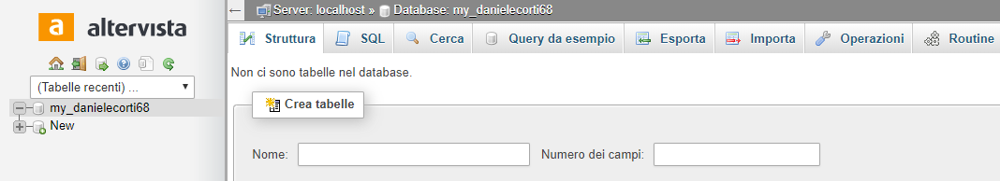 Server: localhost » Database: my_danielecorti68
a altervista
Struttura SQL Cerca Query da esempio Esporta Importa Operazioni Routine
Non ci sono tabelle nel database.
(Tabelle recenti) ...
my_danielecorti68
New
Crea tabelle
Nome: Numero dei campi: